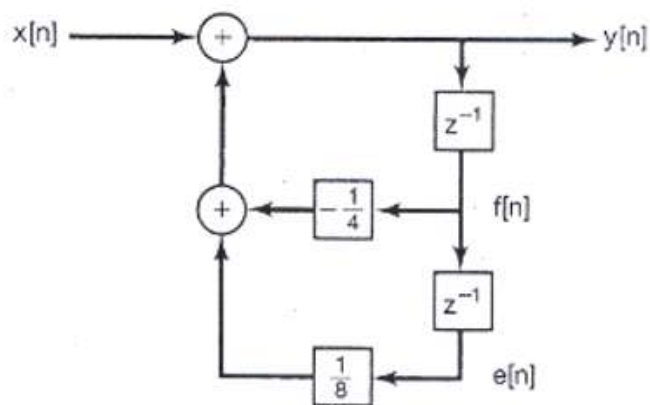 x[n]
+
y[n]
z⁻¹
+
-1/4
f[n]
z⁻¹
1/8
e[n]